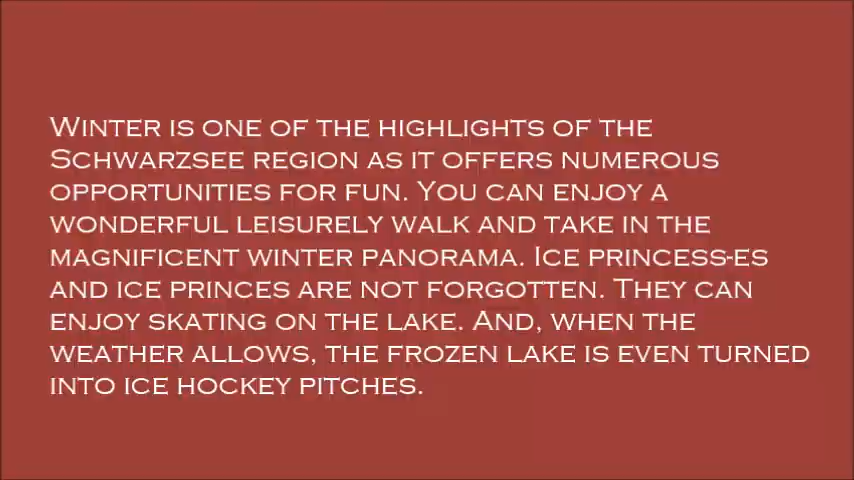 Winter is one of the highlights of the
Schwarzsee region as it offers numerous
opportunities for fun. You can enjoy a
wonderful leisurely walk and take in the
magnificent winter panorama. Ice princess-es
and ice princes are not forgotten. They can
enjoy skating on the lake. And, when the
weather allows, the frozen lake is even turned
into ice hockey pitches.